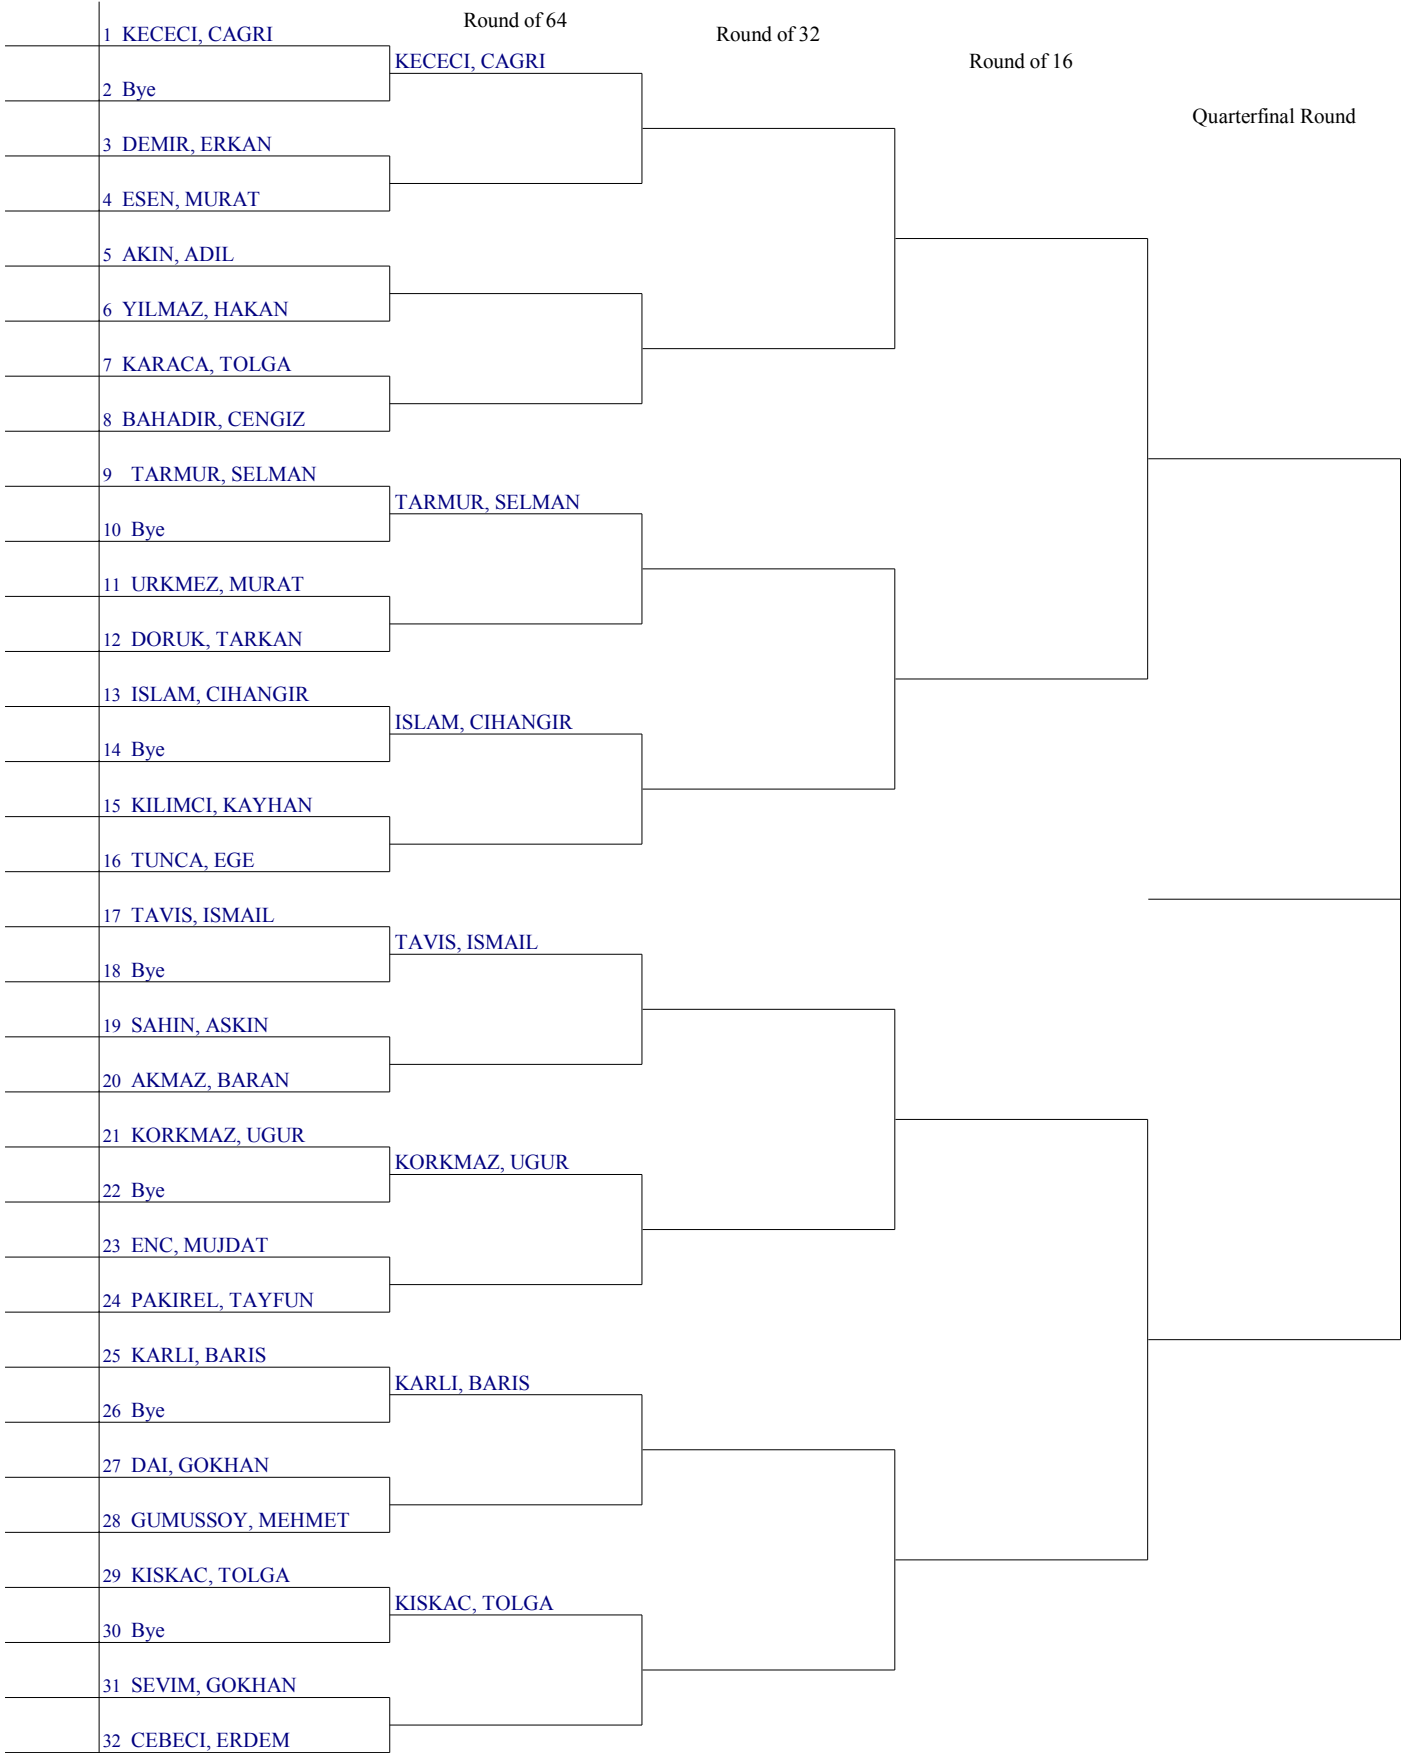 Round of 64
Round of 32
Round of 16
Quarterfinal Round
1 KECECI, CAGRI
KECECI, CAGRI
2 Bye
3 DEMIR, ERKAN
4 ESEN, MURAT
5 AKIN, ADIL
6 YILMAZ, HAKAN
7 KARACA, TOLGA
8 BAHADIR, CENGIZ
9 TARMUR, SELMAN
TARMUR, SELMAN
10 Bye
11 URKMEZ, MURAT
12 DORUK, TARKAN
13 ISLAM, CIHANGIR
ISLAM, CIHANGIR
14 Bye
15 KILIMCI, KAYHAN
16 TUNCA, EGE
17 TAVIS, ISMAIL
TAVIS, ISMAIL
18 Bye
19 SAHIN, ASKIN
20 AKMAZ, BARAN
21 KORKMAZ, UGUR
KORKMAZ, UGUR
22 Bye
23 ENC, MUJDAT
24 PAKIREL, TAYFUN
25 KARLI, BARIS
KARLI, BARIS
26 Bye
27 DAI, GOKHAN
28 GUMUSSOY, MEHMET
29 KISKAC, TOLGA
KISKAC, TOLGA
30 Bye
31 SEVIM, GOKHAN
32 CEBECI, ERDEM